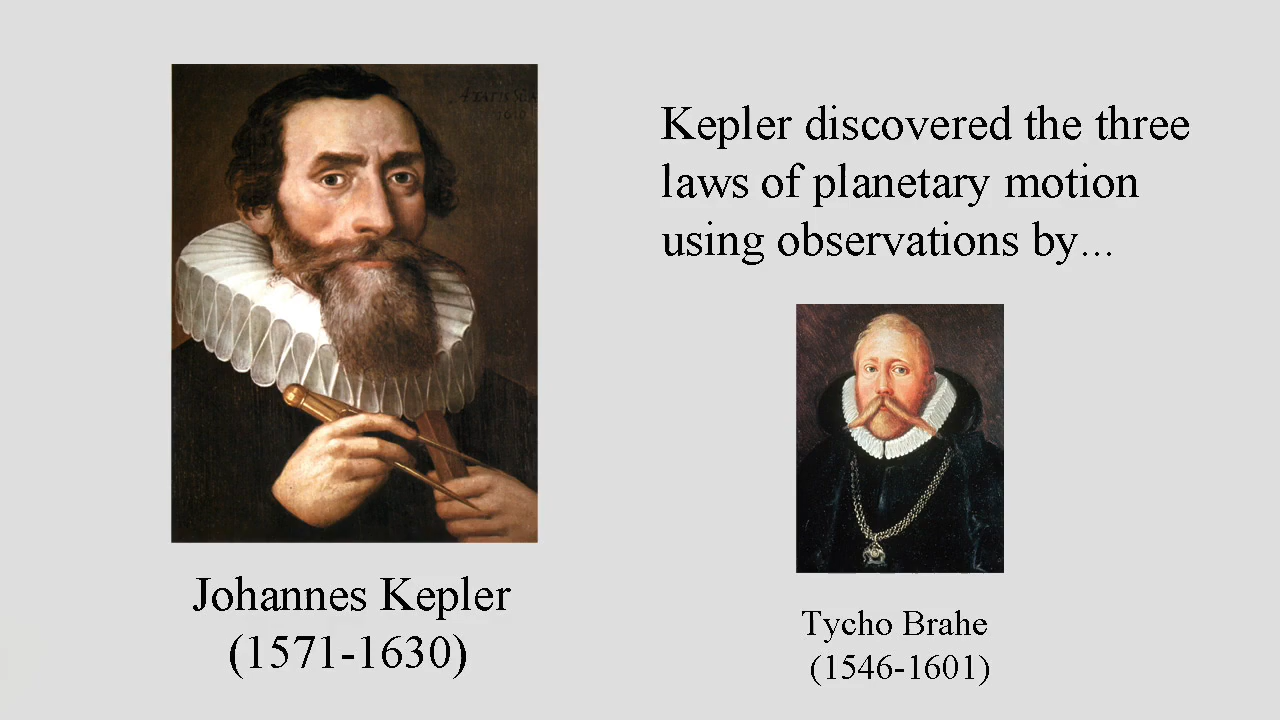 Kepler discovered the three
laws of planetary motion
using observations by...
Johannes Kepler
(1571-1630)
Tycho Brahe
(1546-1601)